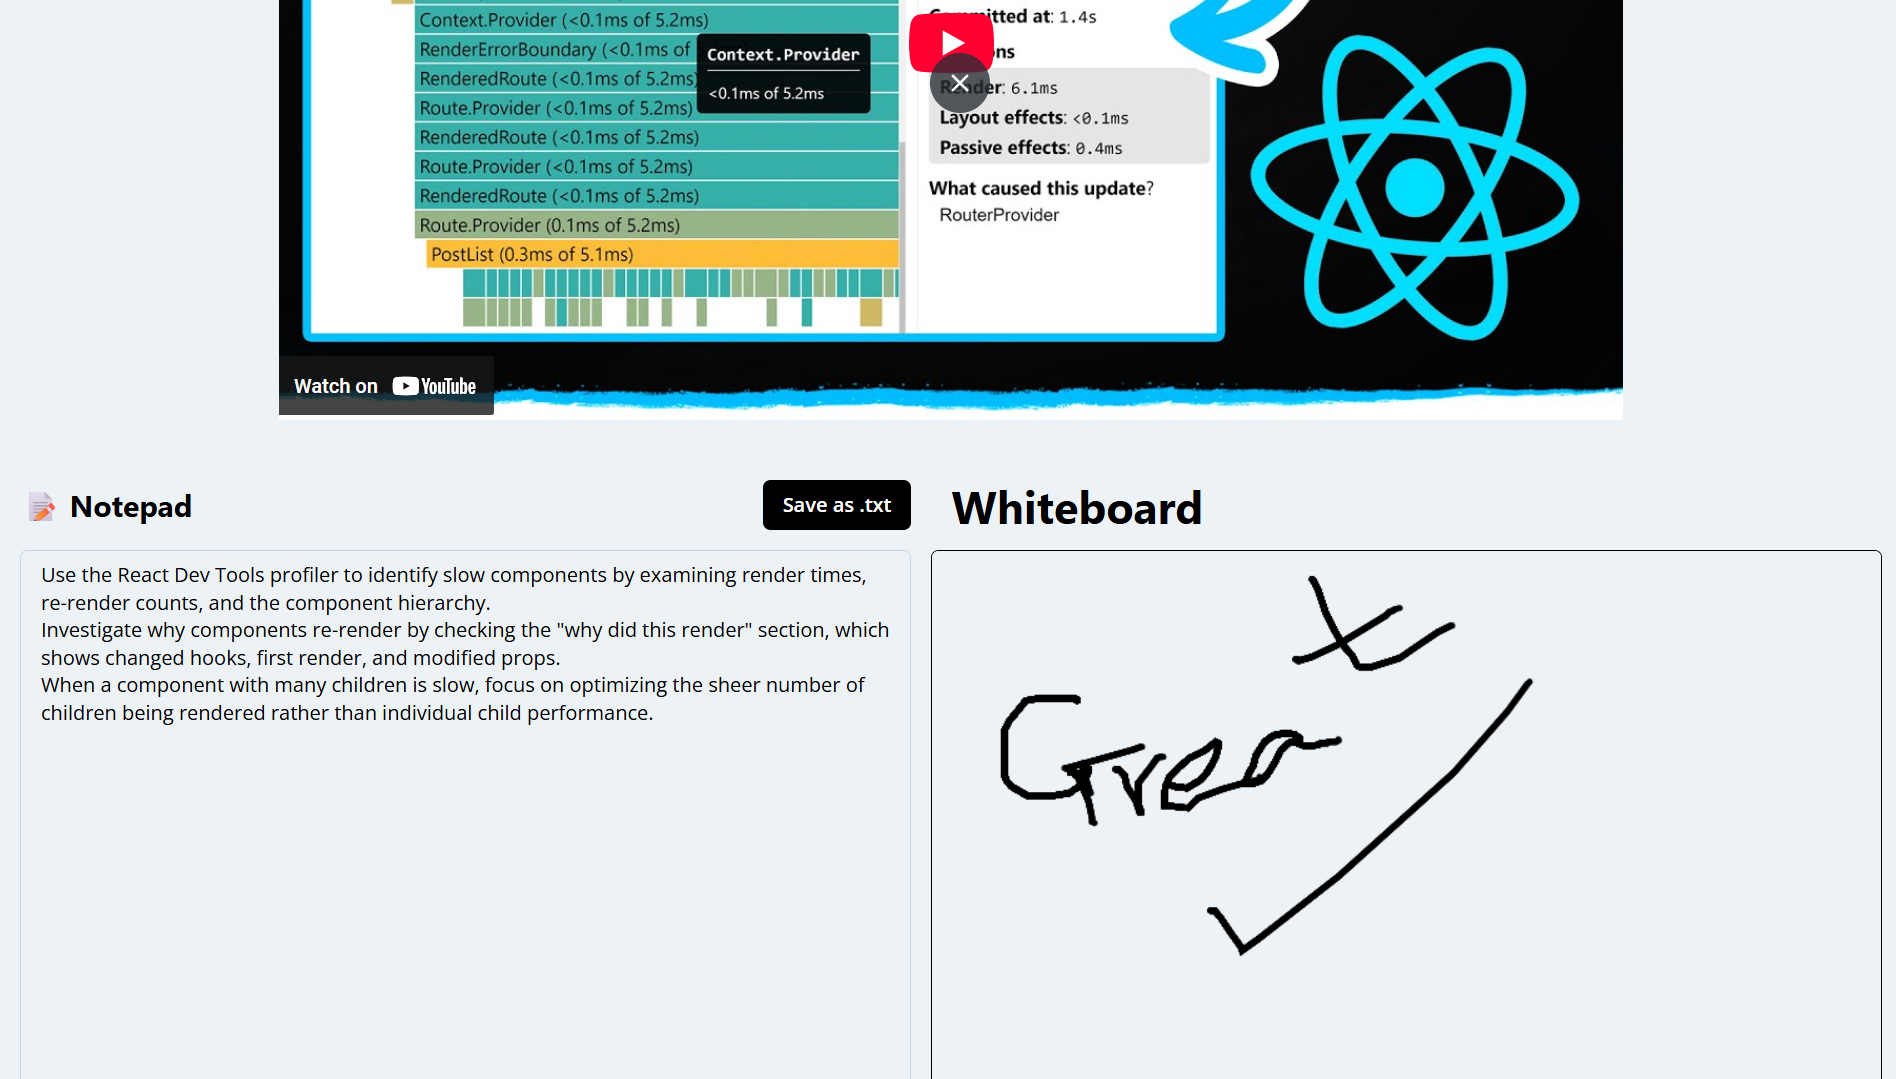 Context.Provider (<0.1ms of 5.2ms)
RenderErrorBoundary (<0.1ms of
RenderedRoute (<0.1ms of 5.2ms)
Route.Provider (<0.1ms of 5.2ms)
RenderedRoute (<0.1ms of 5.2ms)
Route.Provider (<0.1ms of 5.2ms)
RenderedRoute (<0.1ms of 5.2ms)
Route.Provider (0.1ms of 5.2ms)
PostList (0.3ms of 5.1ms)
Context.Provider
<0.1ms of 5.2ms
at: 1.4s
6.1ms
Layout effects: <0.1ms
Passive effects: 0.4ms
What caused this update?
RouterProvider
Watch on YouTube
Notepad
Save as .txt
Whiteboard
Use the React Dev Tools profiler to identify slow components by examining render times,
re-render counts, and the component hierarchy.
Investigate why components re-render by checking the "why did this render" section, which
shows changed hooks, first render, and modified props.
When a component with many children is slow, focus on optimizing the sheer number of
children being rendered rather than individual child performance.
Grea
t